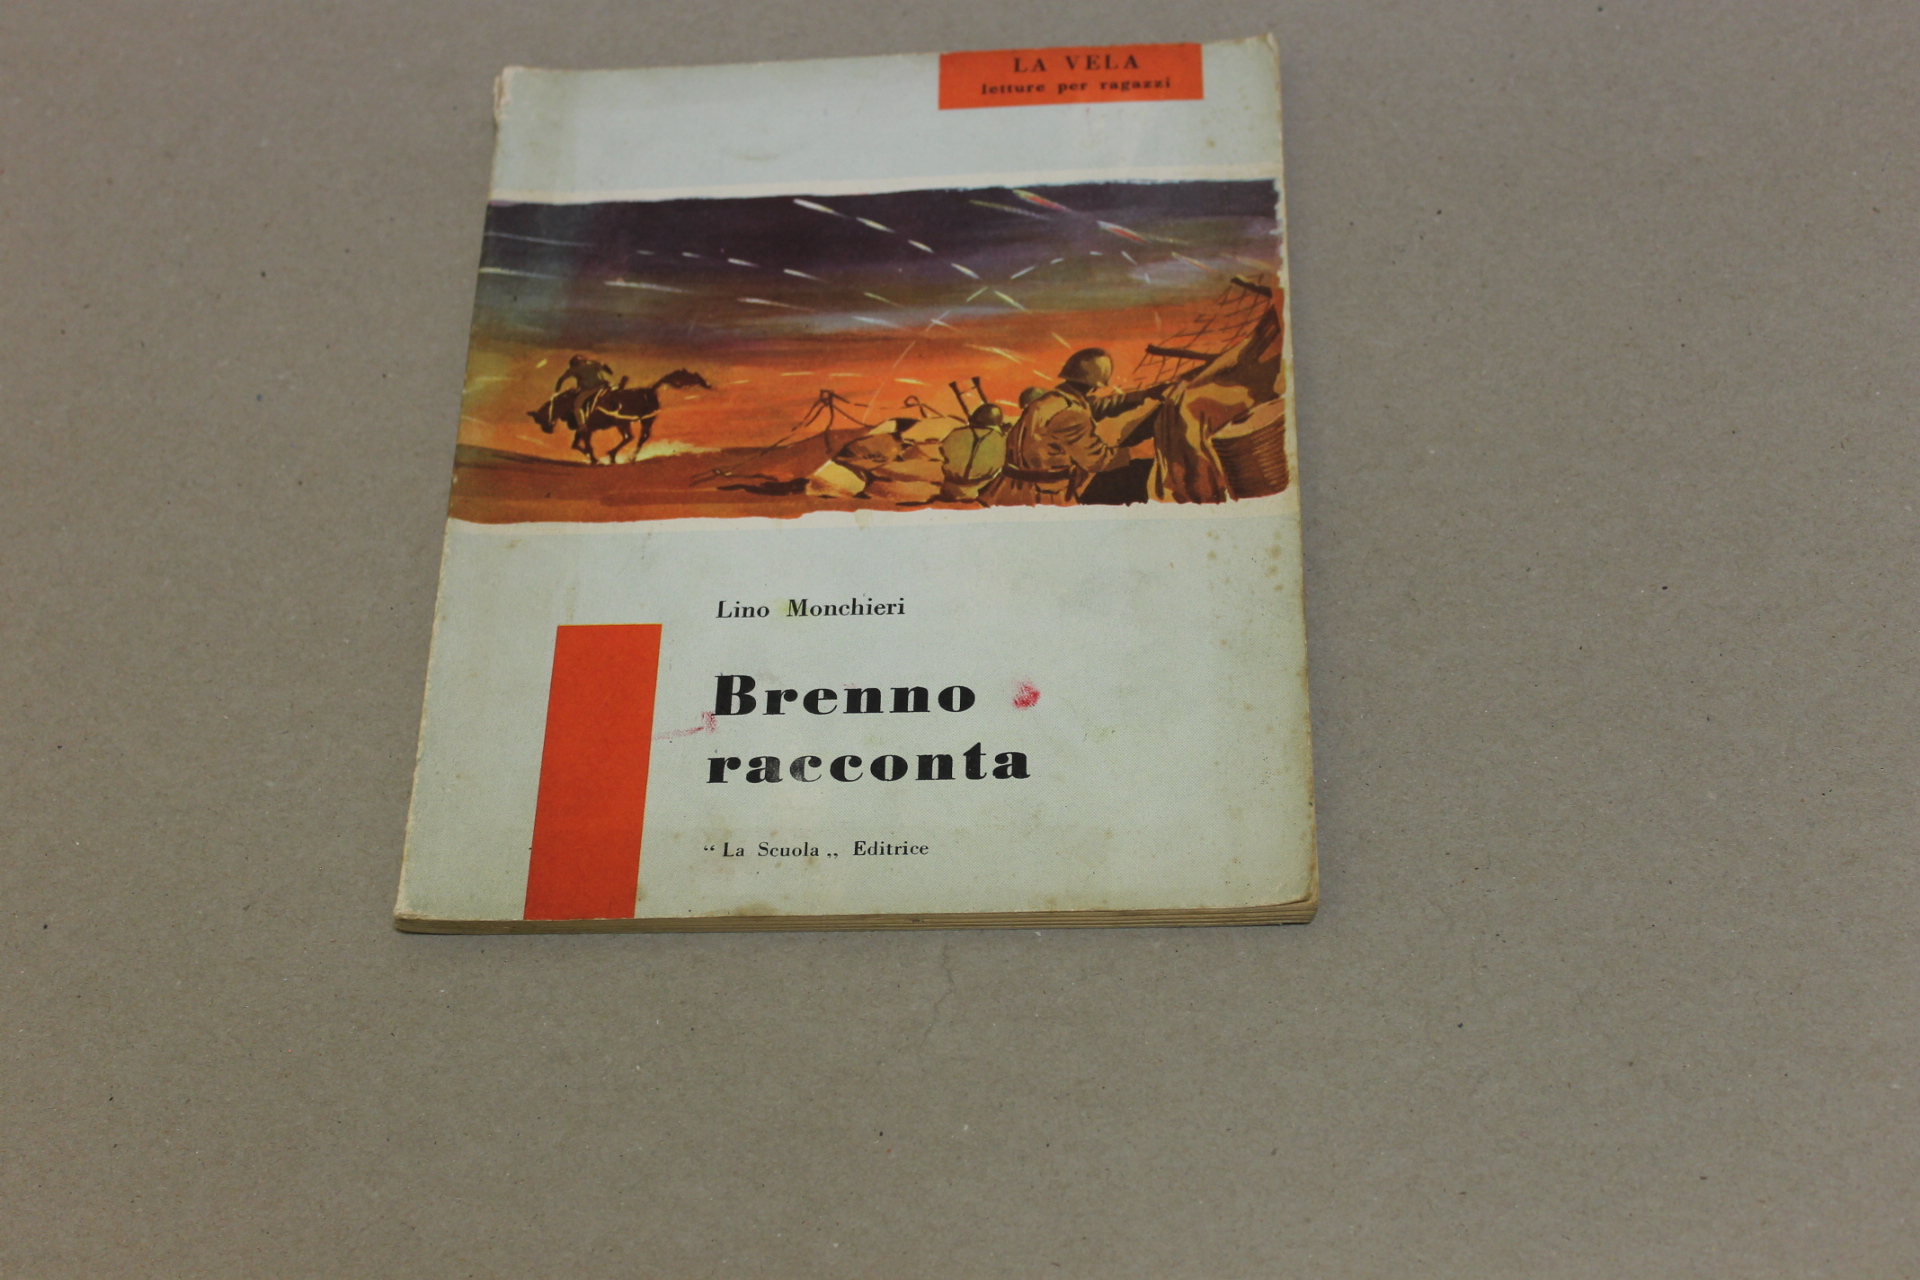 LA VELA
letture per ragazzi
Lino Monchieri
Brenno
racconta
“ La Scuola „ Editrice